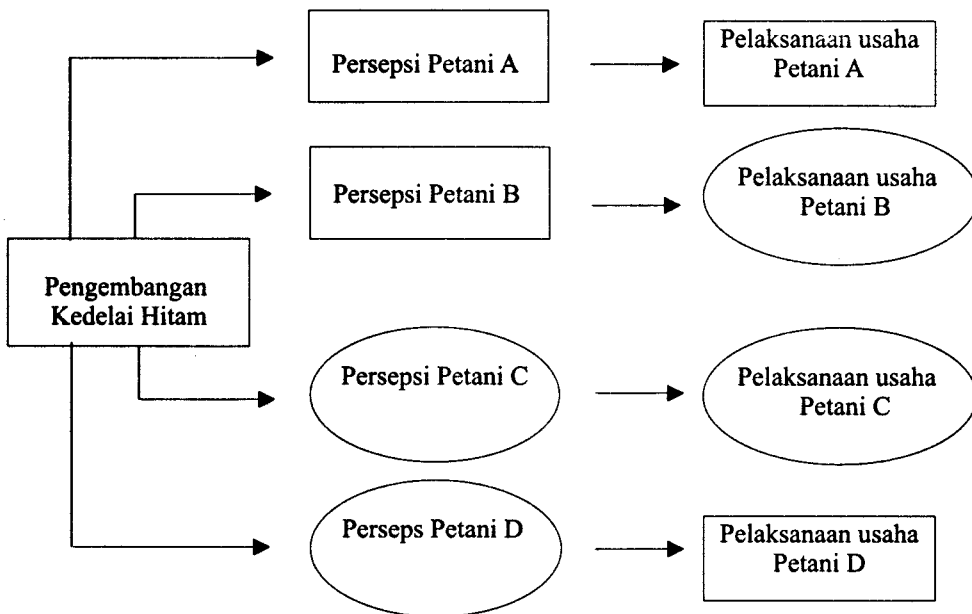 Persepsi Petani A
Pelaksanaan usaha
Petani A
Persepsi Petani B
Pelaksanaan usaha
Petani B
Pengembangan
Kedelai Hitam
Persepsi Petani C
Pelaksanaan usaha
Petani C
Perseps Petani D
Pelaksanaan usaha
Petani D